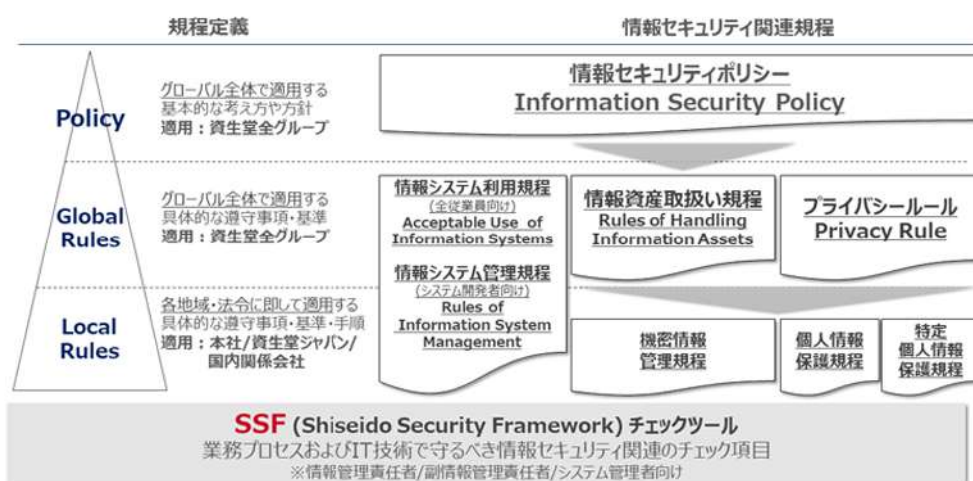 規程定義
情報セキュリティ関連規程
Policy
グローバル全体で適用する
基本的な考え方や方針
適用：資生堂全グループ
情報セキュリティポリシー
Information Security Policy
Global
Rules
グローバル全体で適用する
具体的な遵守事項・基準
適用：資生堂全グループ
情報システム利用規程
(全従業員向け)
Acceptable Use of
Information Systems
情報システム管理規程
(システム開発者向け)
Rules of
Information System
Management
情報資産取扱い規程
Rules of Handling
Information Assets
プライバシールール
Privacy Rule
Local
Rules
各地域・法令に即して適用する
具体的な遵守事項・基準・手順
適用：本社/資生堂ジャパン/
国内関係会社
機密情報
管理規程
個人情報
保護規程
特定
個人情報
保護規程
SSF (Shiseido Security Framework) チェックツール
業務プロセスおよびIT技術で守るべき情報セキュリティ関連のチェック項目
※情報管理責任者/副情報管理責任者/システム管理者向け